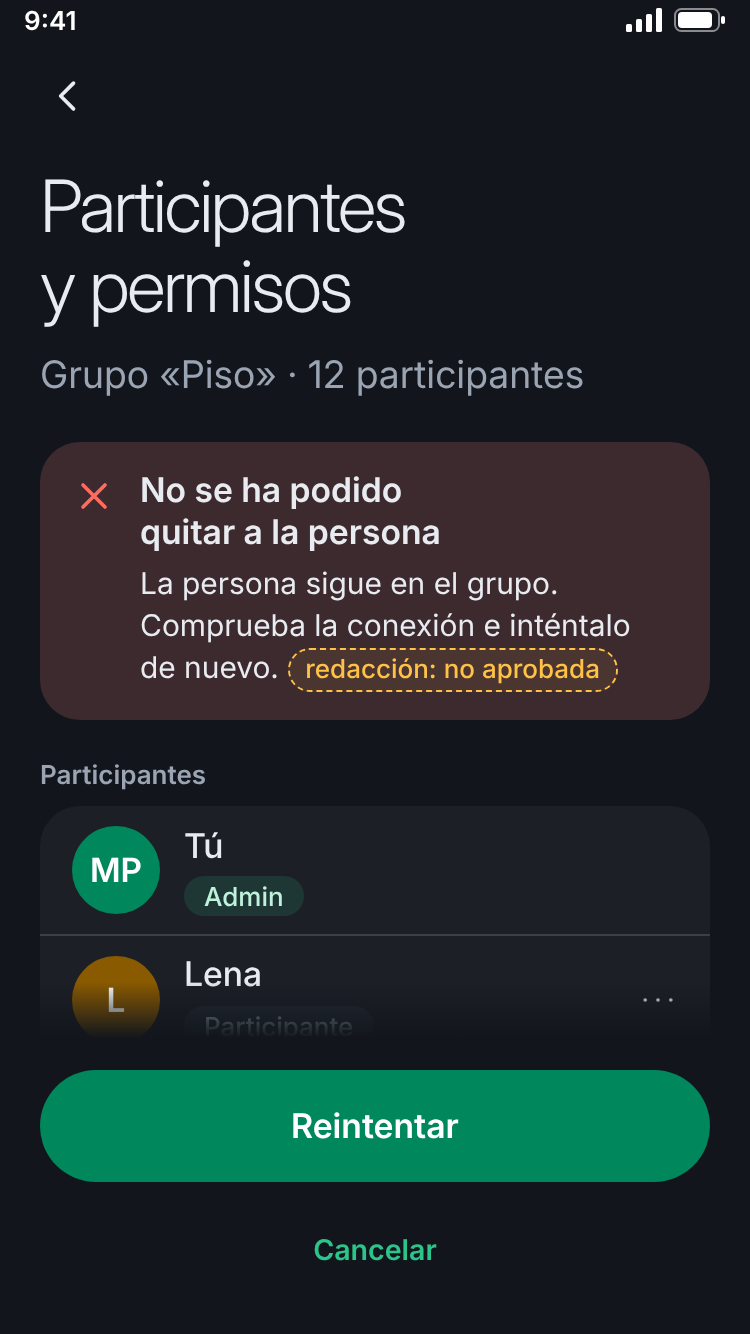 9:41
Participantes
y permisos
Grupo «Piso» · 12 participantes
No se ha podido
quitar a la persona
La persona sigue en el grupo.
Comprueba la conexión e inténtalo
de nuevo. redacción: no aprobada
Participantes
MP
Tú
Admin
L
Lena
Participante
Reintentar
Cancelar